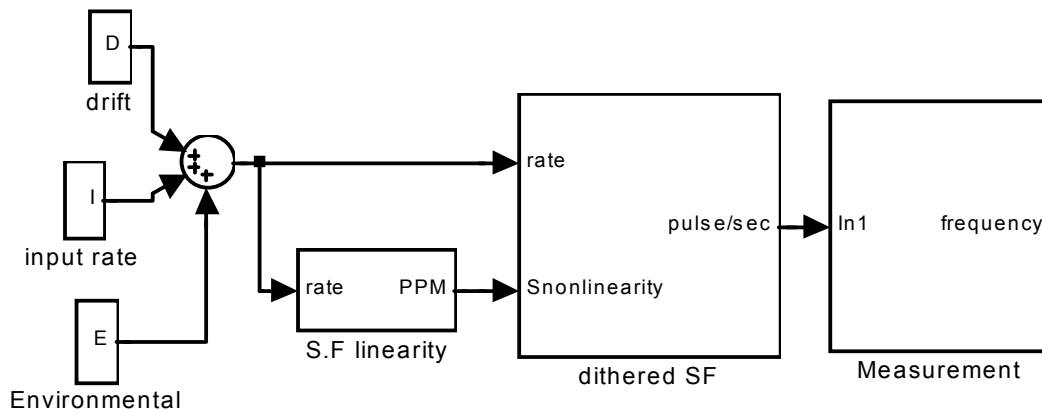 D
drift
I
input rate
E
Environmental
+
+
+
rate
PPM
S.F linearity
rate
pulse/sec
Snonlinearity
dithered SF
In1
frequency
Measurement